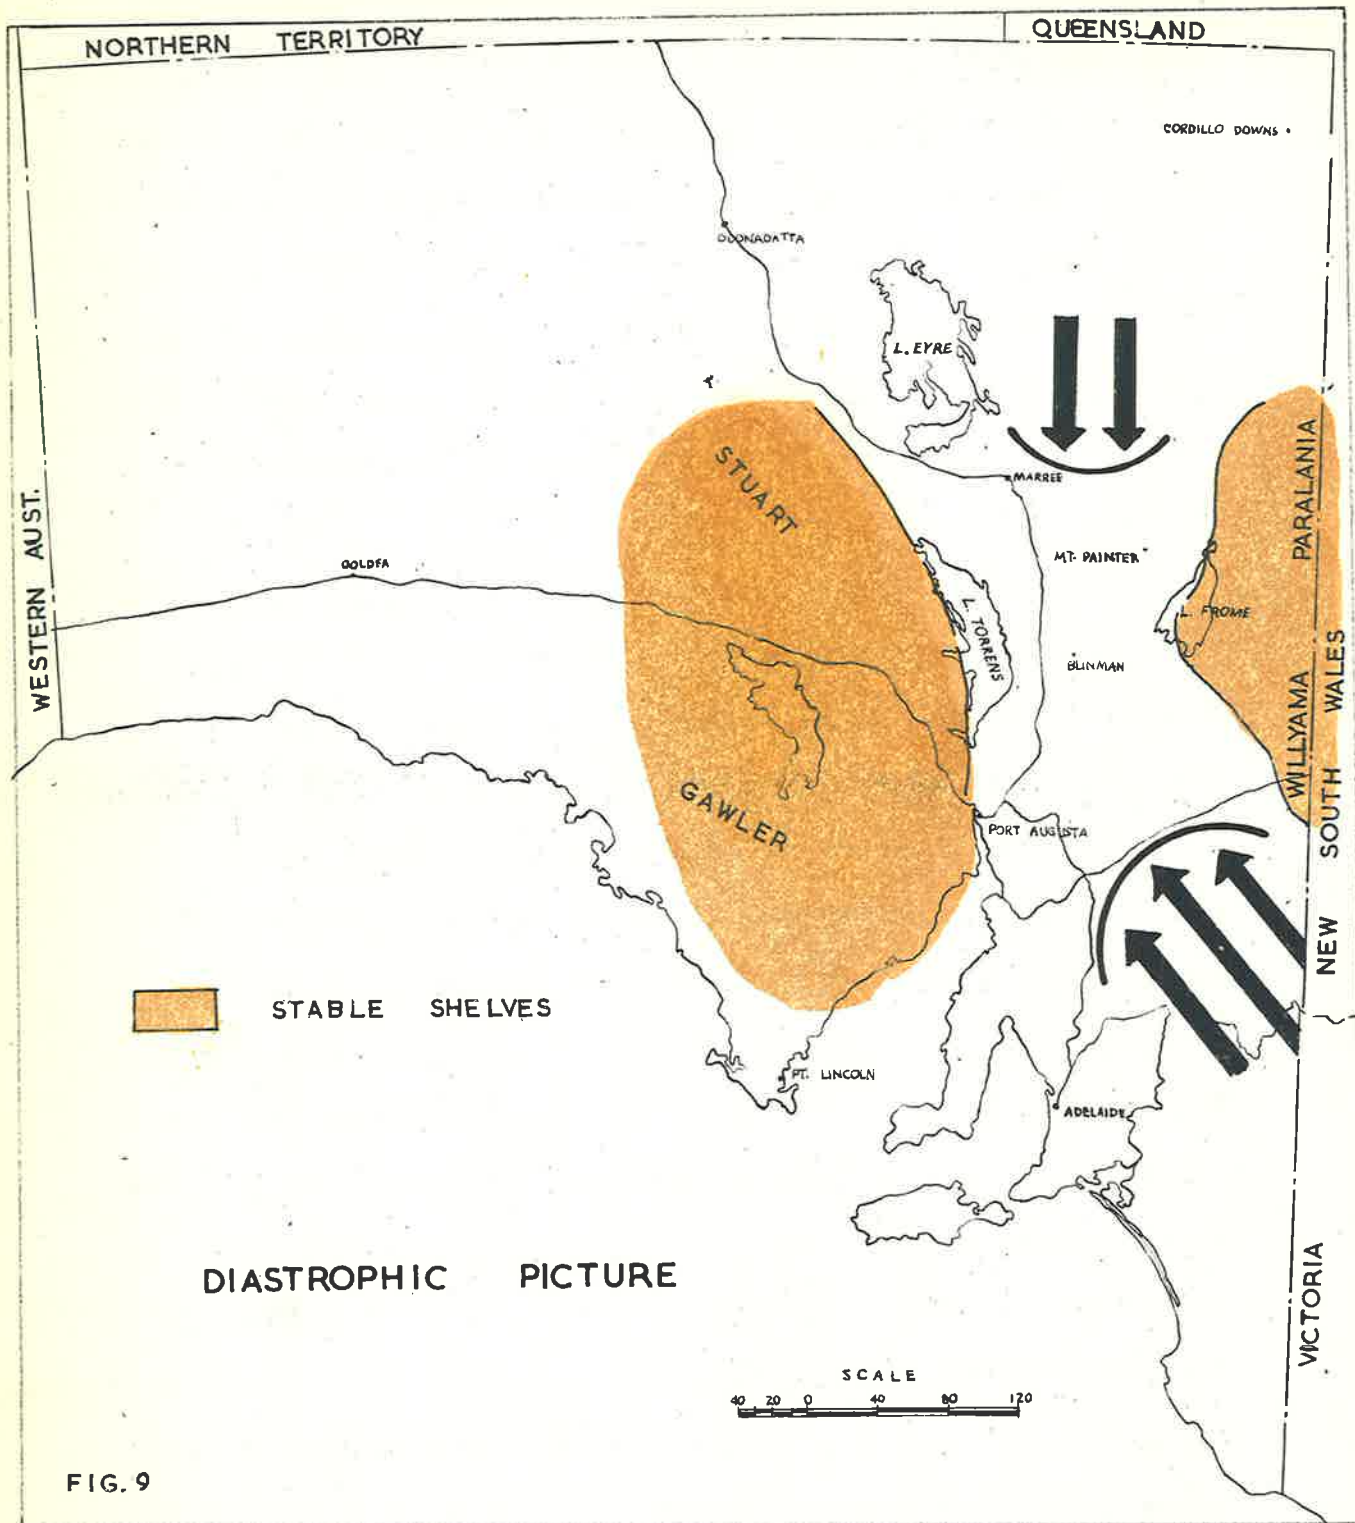 NORTHERN TERRITORY
QUEENSLAND
CORDILLO DOWNS
OODNADATTA
L. EYRE
STUART
MARREE
PARALANIA
WESTERN AUST.
OOLDEA
MT. PAINTER
L. TORRENS
L. FROME
BLINMAN
WILLYAMA
NEW SOUTH WALES
GAWLER
PORT AUGUSTA
STABLE SHELVES
PT. LINCOLN
ADELAIDE
DIASTROPHIC PICTURE
VICTORIA
SCALE
40 20 0 40 80 120
FIG. 9